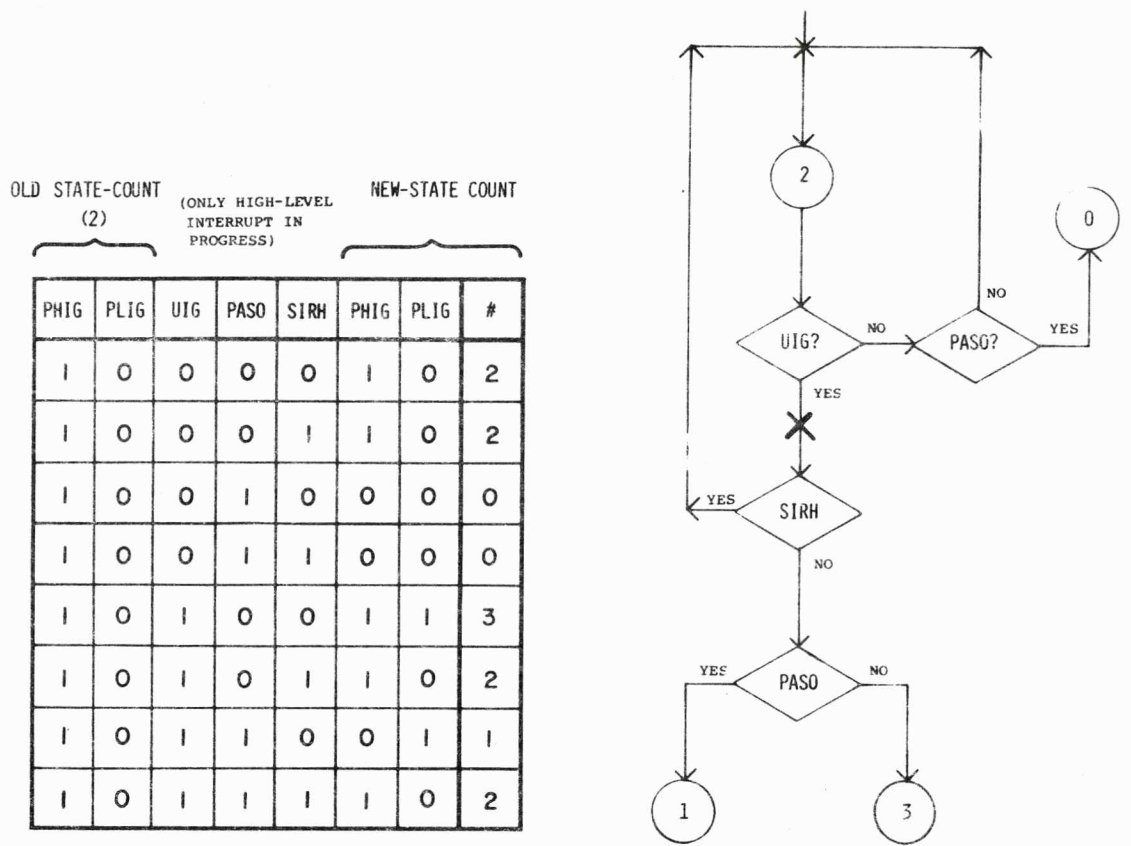 OLD STATE-COUNT
(2)
(ONLY HIGH-LEVEL
INTERRUPT IN
PROGRESS)
NEW-STATE COUNT
PHIG PLIG UIG PASO SIRH PHIG PLIG #
1 0 0 0 0 1 0 2
1 0 0 0 1 1 0 2
1 0 0 1 0 0 0 0
1 0 0 1 1 0 0 0
1 0 1 0 0 1 1 3
1 0 1 0 1 1 0 2
1 0 1 1 0 0 1 1
1 0 1 1 1 1 0 2
2
0
UIG?
NO
PASO?
NO
YES
YES
SIRH
YES
NO
PASO
YES
NO
1
3